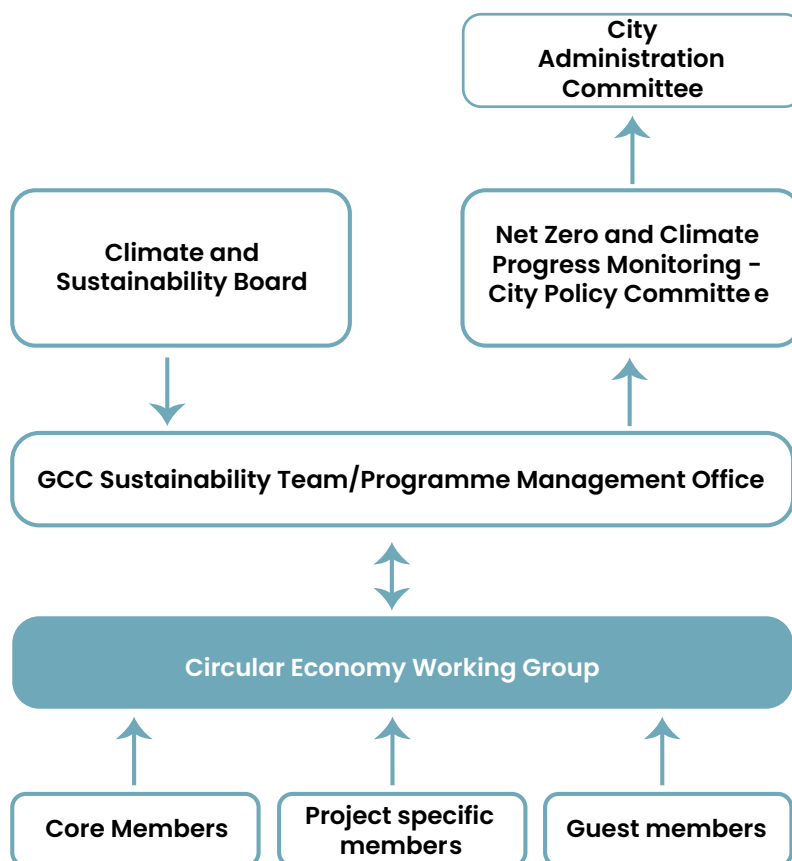 City
Administration
Committee
Climate and
Sustainability Board
Net Zero and Climate
Progress Monitoring -
City Policy Committee
GCC Sustainability Team/Programme Management Office
Circular Economy Working Group
Core Members
Project specific
members
Guest members